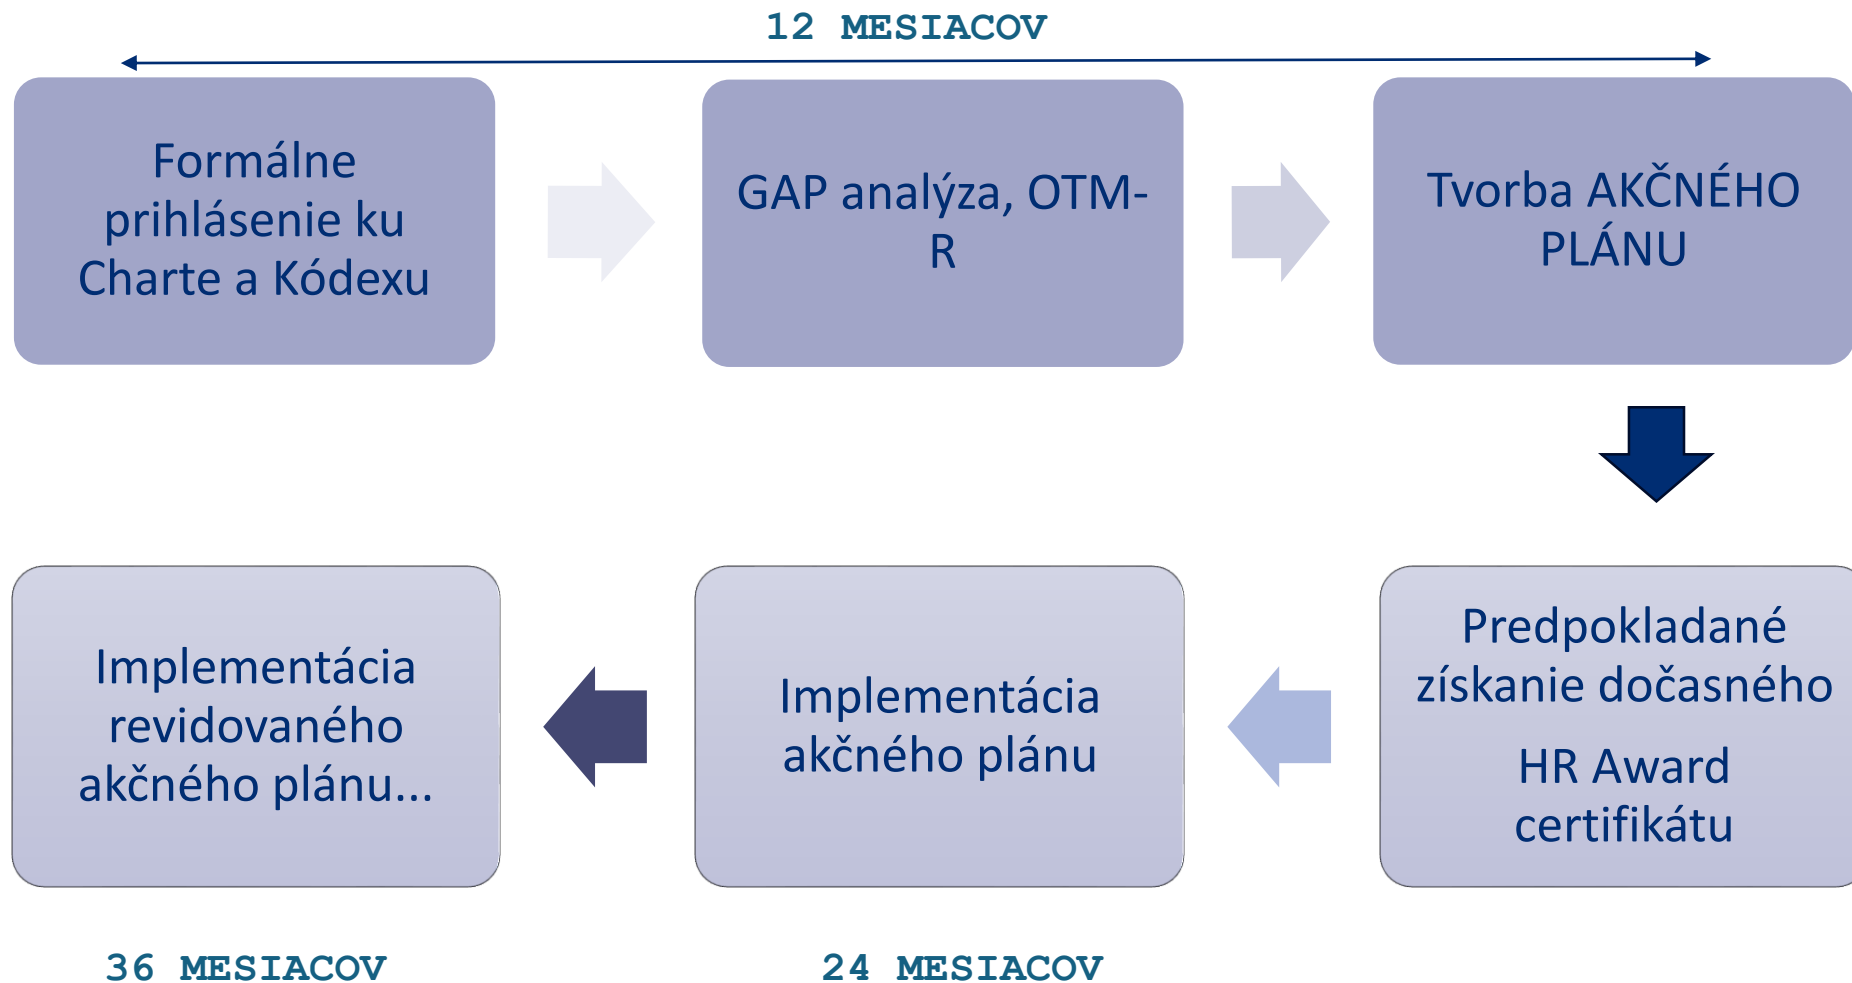 12 MESIACOV
Formálne
prihlásenie ku
Charte a Kódexu
GAP analýza, OTM-
R
Tvorba AKČNÉHO
PLÁNU
Predpokladané
získanie dočasného
HR Award
certifikátu
Implementácia
akčného plánu
Implementácia
revidovaného
akčného plánu...
36 MESIACOV
24 MESIACOV